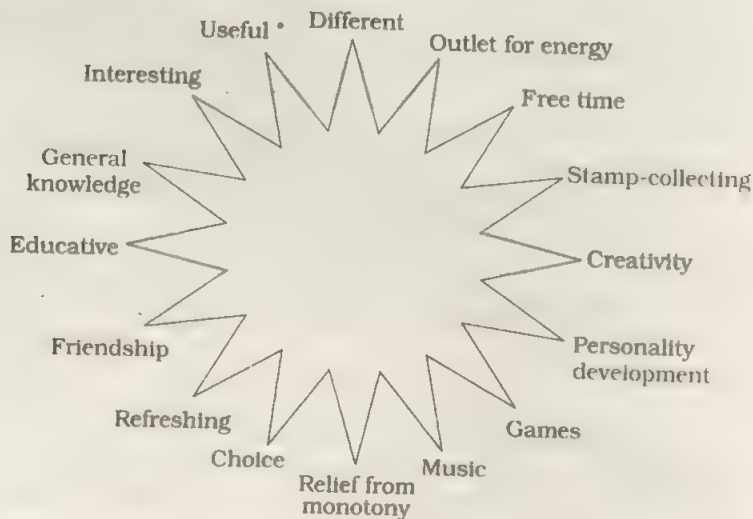 Different
Outlet for energy
Free time
Stamp-collecting
Creativity
Personality
development
Games
Music
Relief from
monotony
Choice
Refreshing
Friendship
Educative
General
knowledge
Interesting
Useful